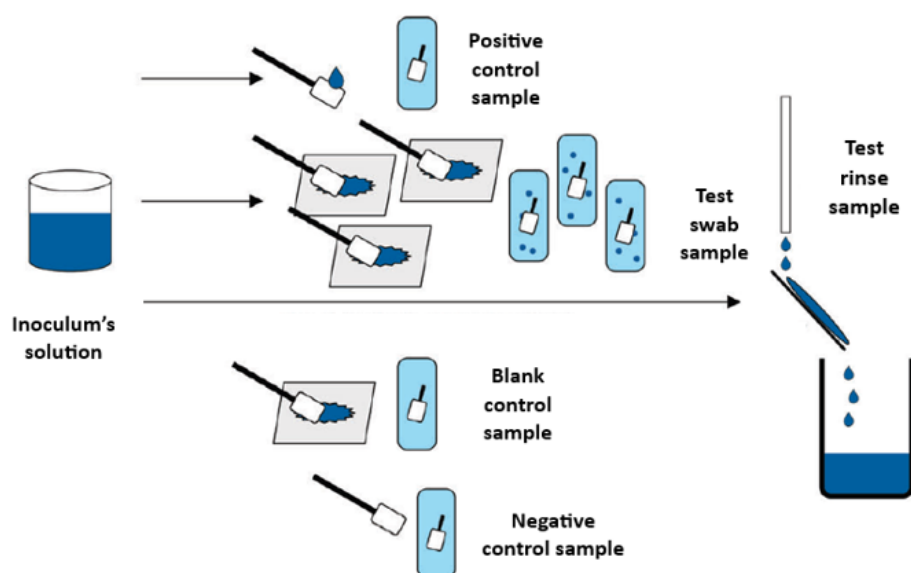 Positive
control
sample
Test
rinse
sample
Test
swab
sample
Inoculum's
solution
Blank
control
sample
Negative
control sample